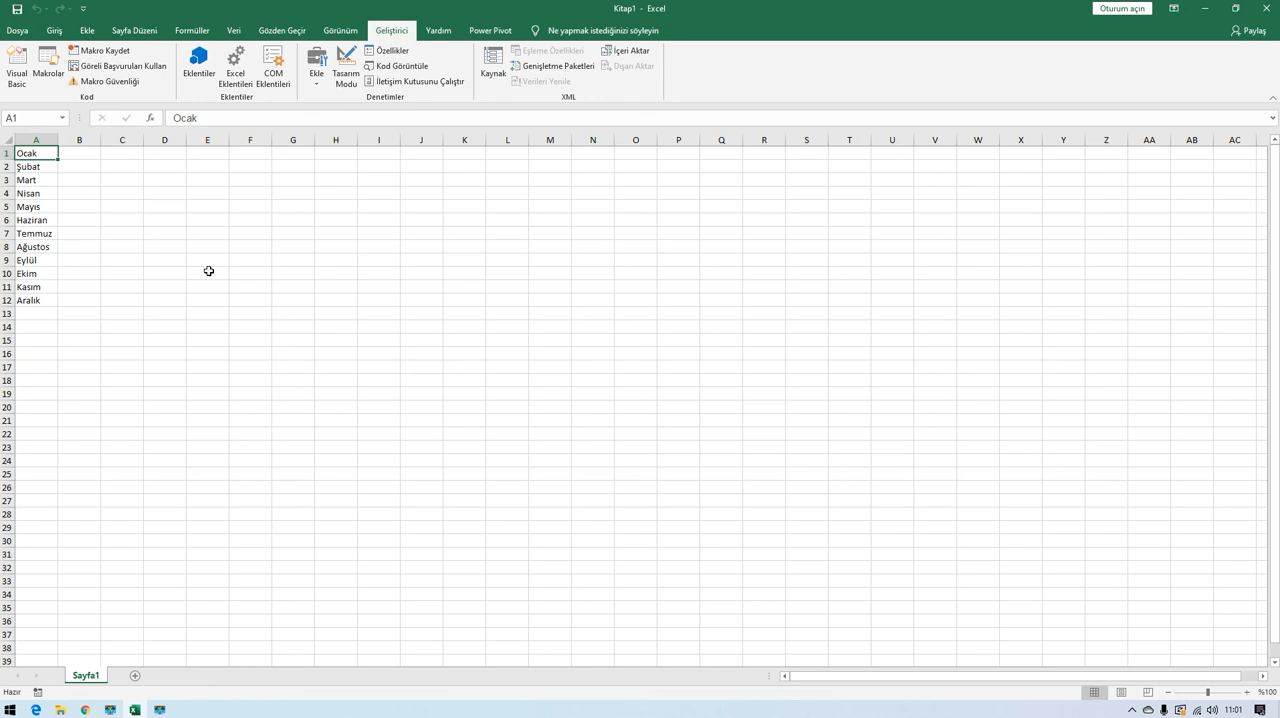 Kitap1 - Excel
Oturum açın
Dosya Giriş Ekle Sayfa Düzeni Formüller Veri Gözden Geçir Görünüm Geliştirici Yardım Power Pivot Ne yapmak istediğinizi söyleyin Paylaş
Visual Basic
Makrolar
Makro Kaydet
Göreli Başvuruları Kullan
Makro Güvenliği
Kod
Eklentiler
Excel Eklentileri
COM Eklentileri
Eklentiler
Ekle
Tasarım Modu
Özellikler
Kod Görüntüle
İletişim Kutusunu Çalıştır
Denetimler
Kaynak
Eşleme Özellikleri
Genişletme Paketleri
Verileri Yenile
İçeri Aktar
Dışarı Aktar
XML
A1 fx Ocak
A B C D E F G H I J K L M N O P Q R S T U V W X Y Z AA AB AC
1 Ocak
2 Şubat
3 Mart
4 Nisan
5 Mayıs
6 Haziran
7 Temmuz
8 Ağustos
9 Eylül
10 Ekim
11 Kasım
12 Aralık
13
14
15
16
17
18
19
20
21
22
23
24
25
26
27
28
29
30
31
32
33
34
35
36
37
38
39
Sayfa1
Hazır
%100
11:01